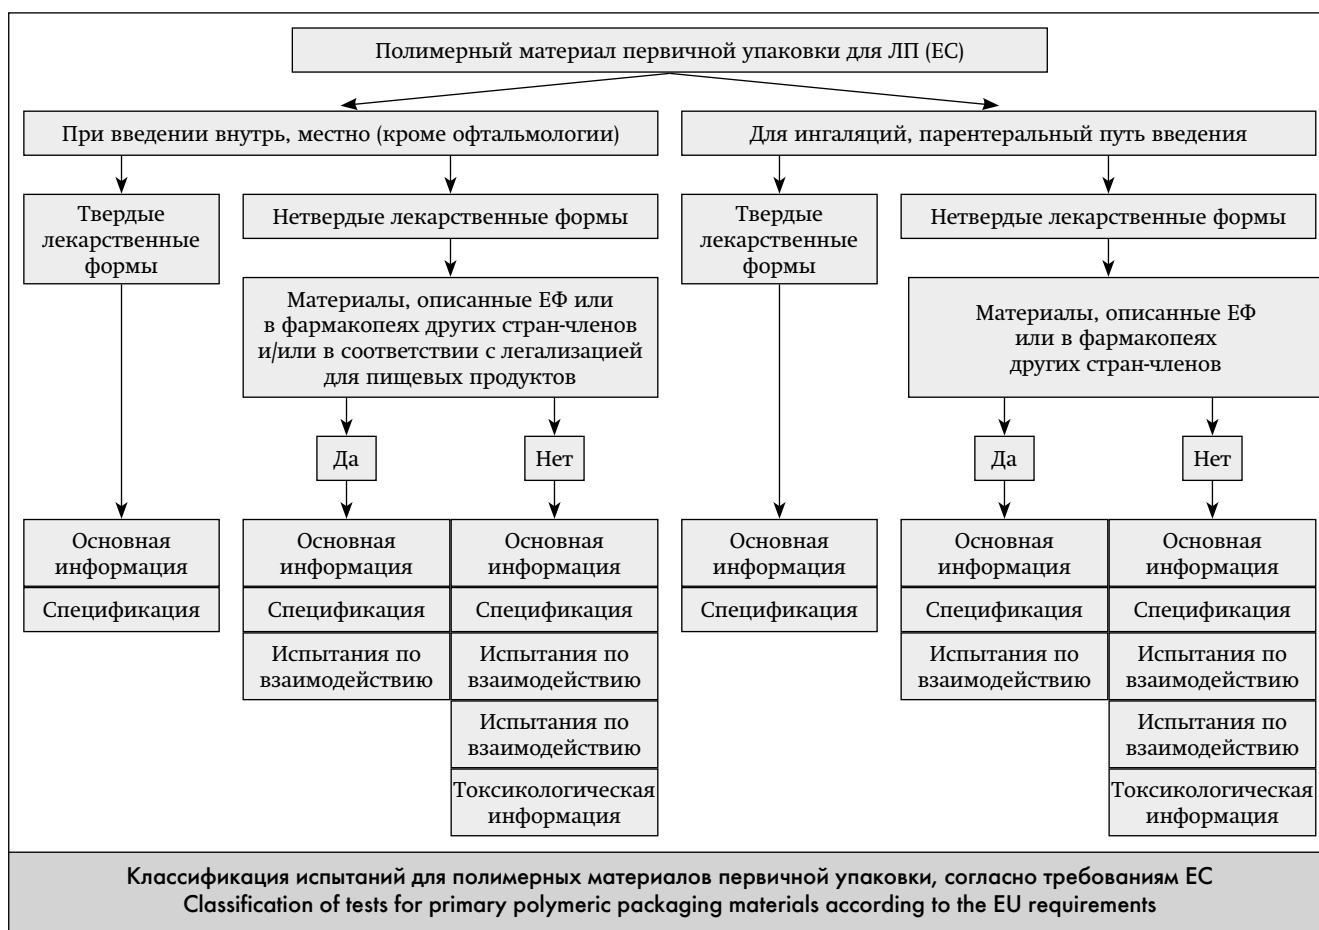 Полимерный материал первичной упаковки для ЛП (ЕС)
При введении внутрь, местно (кроме офтальмологии)
Для ингаляций, парентеральный путь введения
Твердые
лекарственные
формы
Нетвердые лекарственные формы
Твердые
лекарственные
формы
Нетвердые лекарственные формы
Материалы, описанные ЕФ или
в фармакопеях других стран-членов
и/или в соответствии с легализацией
для пищевых продуктов
Материалы, описанные ЕФ
или в фармакопеях
других стран-членов
Да
Нет
Да
Нет
Основная
информация
Спецификация
Основная
информация
Спецификация
Испытания по
взаимодействию
Основная
информация
Спецификация
Испытания по
взаимодействию
Испытания по
взаимодействию
Токсикологическая
информация
Основная
информация
Спецификация
Основная
информация
Спецификация
Испытания по
взаимодействию
Основная
информация
Спецификация
Испытания по
взаимодействию
Испытания по
взаимодействию
Токсикологическая
информация
Классификация испытаний для полимерных материалов первичной упаковки, согласно требованиям ЕС
Classification of tests for primary polymeric packaging materials according to the EU requirements